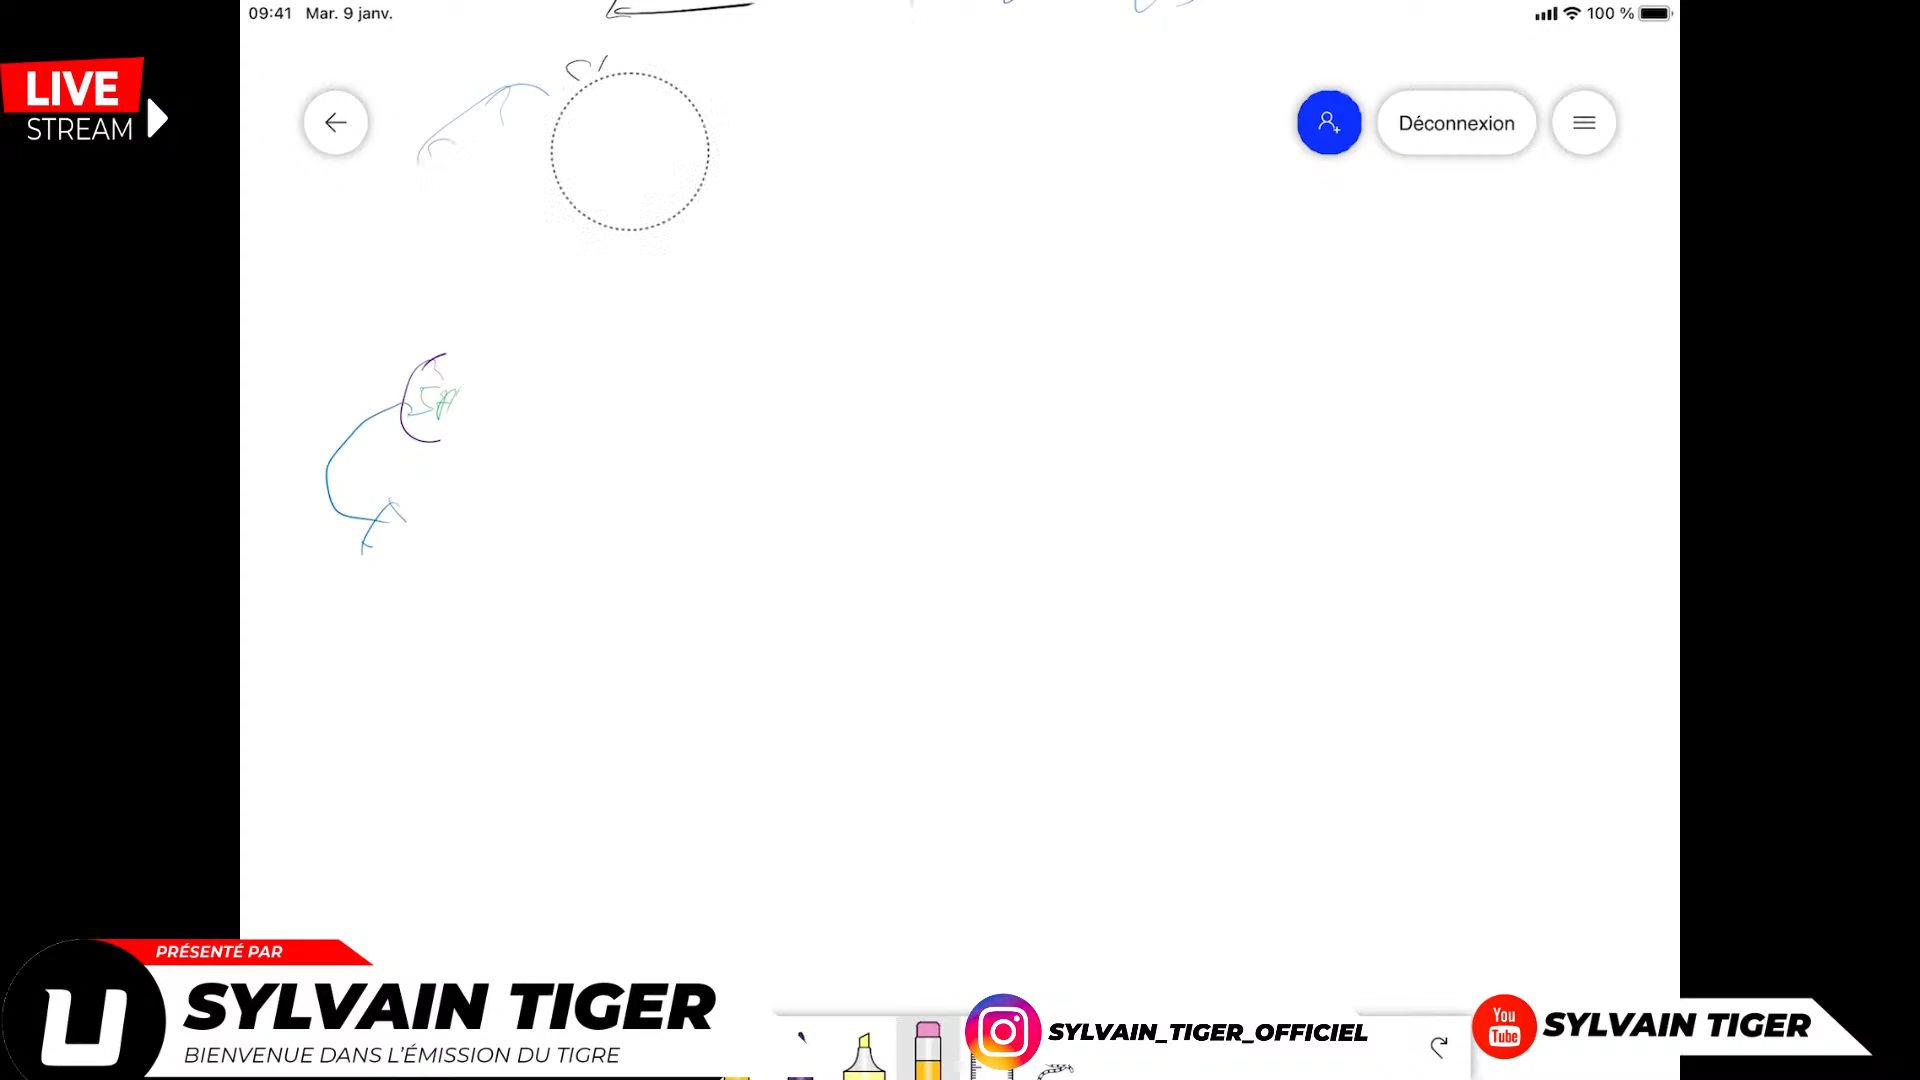 09:41 Mar. 9 janv.
100 %
LIVE
STREAM
Déconnexion
PRÉSENTÉ PAR
SYLVAIN TIGER
BIENVENUE DANS L'ÉMISSION DU TIGRE
SYLVAIN_TIGER_OFFICIEL
You
Tube
SYLVAIN TIGER